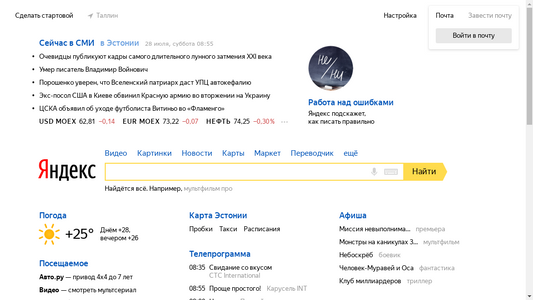 Сделать стартовой
Таллин
Настройка
Почта
Завести почту
Войти в почту
Сейчас в СМИ в Эстонии 28 июля, суббота 08:55
Очевидцы публикуют кадры самого длительного лунного затмения XXI века
Умер писатель Владимир Войнович
Порошенко уверен, что Вселенский патриарх даст УПЦ автокефалию
Экс-посол США в Киеве обвинил Красную армию во вторжении на Украину
ЦСКА объявил об уходе футболиста Витиньо во «Фламенго»
USD MOEX 62,81 −0,14 EUR MOEX 73,22 −0,07 НЕФТЬ 74,25 −0,30% ···
не/ну
Работа над ошибками
Яндекс подскажет,
как писать правильно
Видео Картинки Новости Карты Маркет Переводчик ещё
Яндекс
Найти
Найдётся всё. Например, мультфильм про
Погода
+25°
Днём +28,
вечером +26
Посещаемое
Авто.ру — привод 4x4 до 7 лет
Видео — смотреть мультсериал
Карта Эстонии
Пробки Такси Расписания
Телепрограмма
08:35 Свидание со вкусом
CTC International
08:55 Проще простого! Карусель INT
Афиша
Миссия невыполнима... премьера
Монстры на каникулах 3... мультфильм
Небоскрёб боевик
Человек-Муравей и Оса фантастика
Клуб миллиардеров триллер